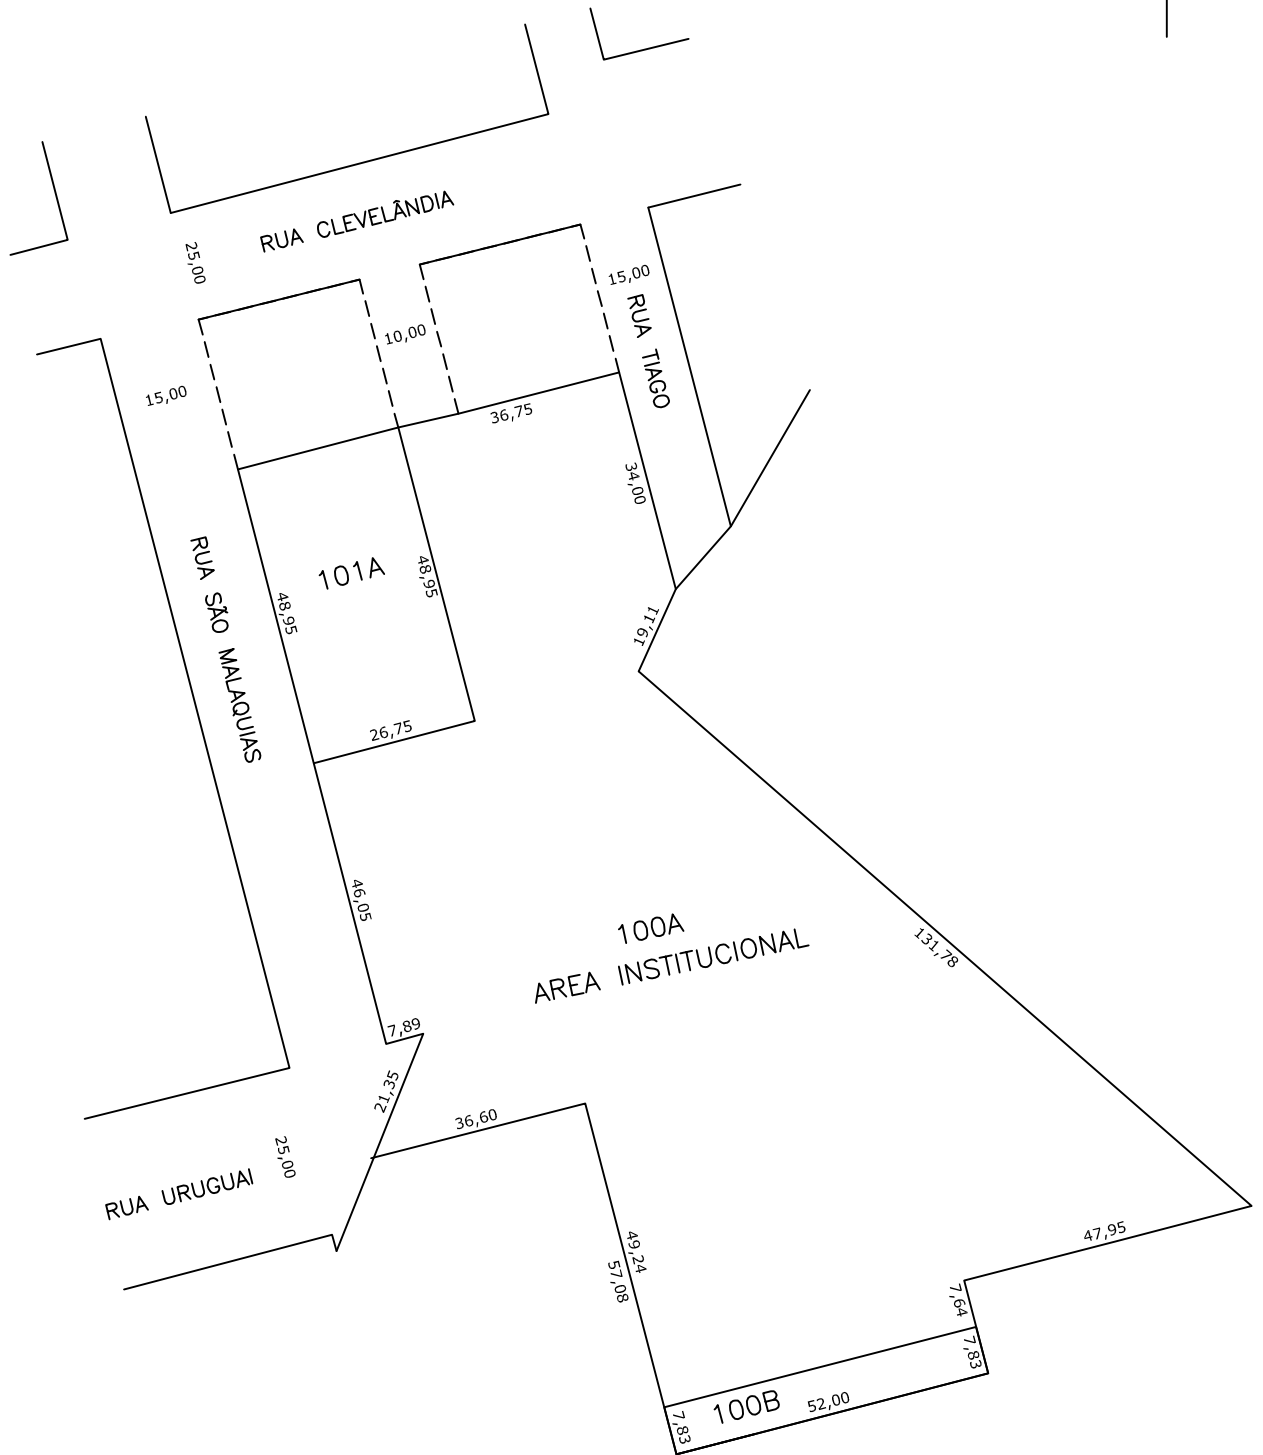 RUA CLEVELÂNDIA
25,00
15,00
10,00
RUA TIAGO
15,00
36,75
34,00
RUA SÃO MALAQUIAS
101A
48,95
48,95
19,11
26,75
46,05
100A
AREA INSTITUCIONAL
131,78
7,89
21,35
36,60
25,00
RUA URUGUAI
49,24
57,08
47,95
7,64
7,83
100B
52,00
7,83